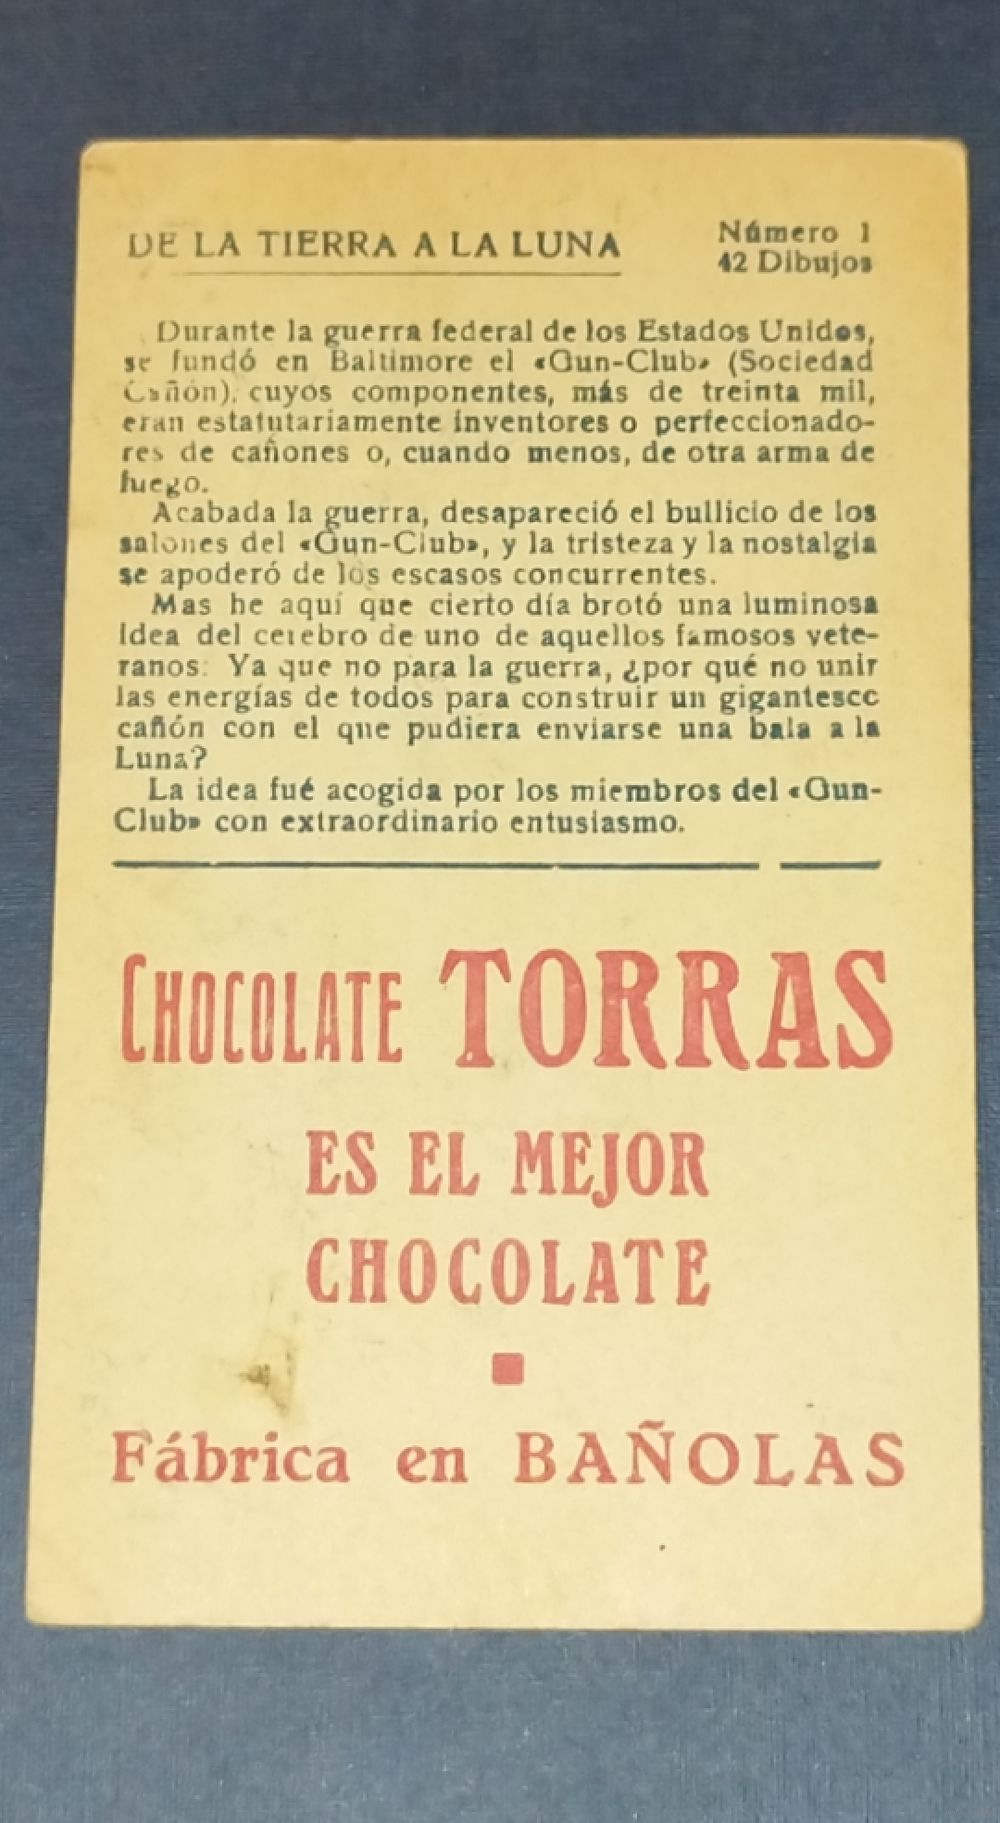 DE LA TIERRA A LA LUNA
Número 1
42 Dibujos
Durante la guerra federal de los Estados Unidos,
se fundó en Baltimore el «Gun-Club» (Sociedad
Cañón), cuyos componentes, más de treinta mil,
eran estatutariamente inventores o perfeccionado-
res de cañones o, cuando menos, de otra arma de
fuego.
Acabada la guerra, desapareció el bullicio de los
salones del «Gun-Club», y la tristeza y la nostalgia
se apoderó de los escasos concurrentes.
Mas he aquí que cierto día brotó una luminosa
idea del cerebro de uno de aquellos famosos vete-
ranos: Ya que no para la guerra, ¿por qué no unir
las energías de todos para construir un gigantesco
cañón con el que pudiera enviarse una bala a la
Luna?
La idea fué acogida por los miembros del «Gun-
Club» con extraordinario entusiasmo.
CHOCOLATE TORRAS
ES EL MEJOR
CHOCOLATE
Fábrica en BAÑOLAS